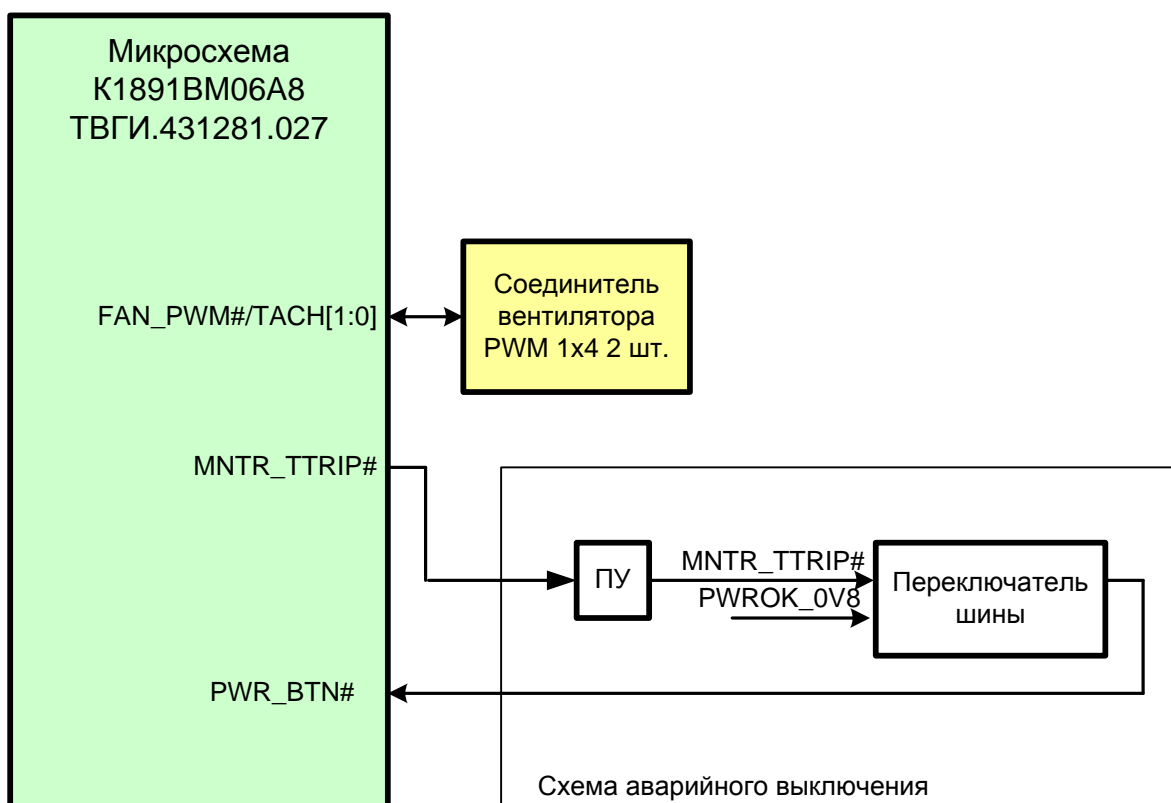 Микросхема
К1891ВМ06А8
ТВГИ.431281.027
FAN_PWM#/TACH[1:0]
Соединитель
вентилятора
PWM 1x4 2 шт.
MNTR_TTRIP#
ПУ
MNTR_TTRIP#
PWROK_0V8
Переключатель
шины
PWR_BTN#
Схема аварийного выключения